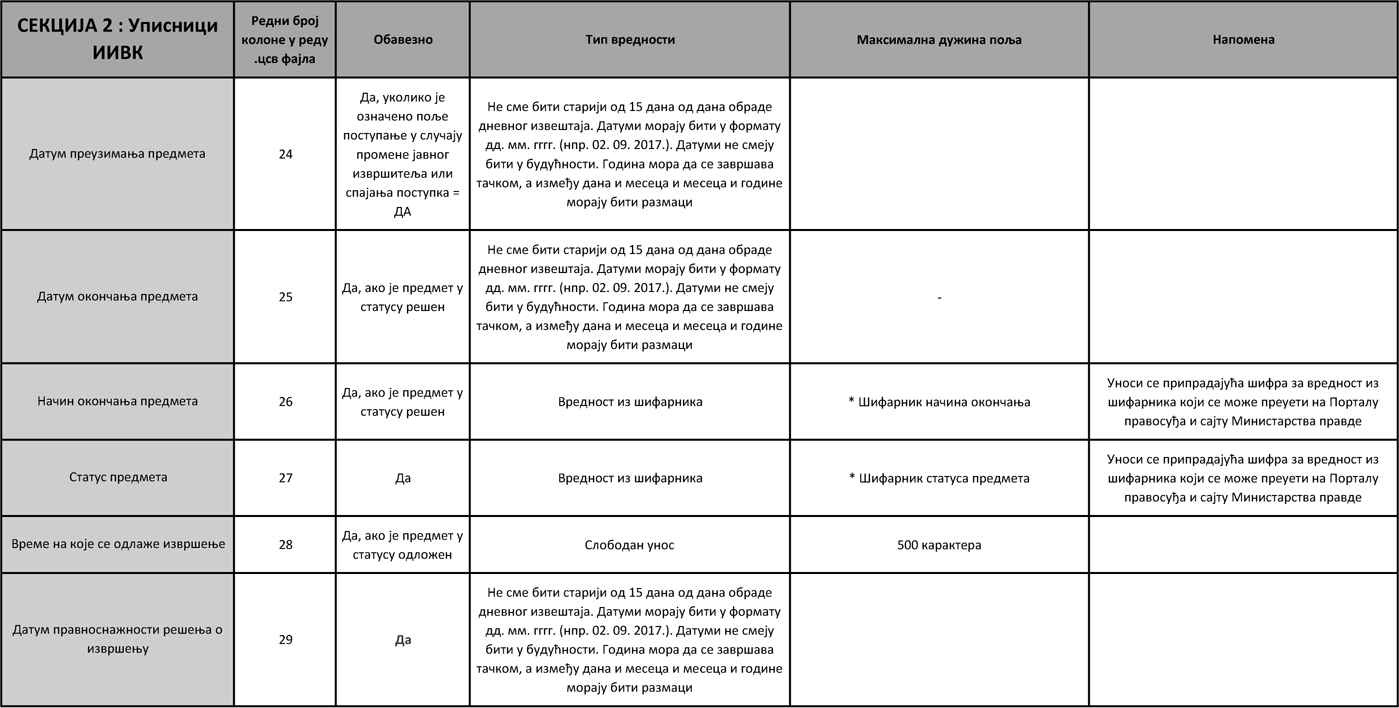 СЕКЦИЈА 2 : Уписници
ИИВК
Редни број
колоне у реду
.цсв фајла
Обавезно
Тип вредности
Максимална дужина поља
Напомена
Датум преузимања предмета
24
Да, уколико је
означено поље
поступање у случају
промене јавног
извршитеља или
спајања поступка =
ДА
Не сме бити старији од 15 дана од дана обраде
дневног извештаја. Датуми морају бити у формату
дд. мм. гггг. (нпр. 02. 09. 2017.). Датуми не смеју
бити у будућности. Година мора да се завршава
тачком, а између дана и месеца и месеца и године
морају бити размаци
Датум окончања предмета
25
Да, ако је предмет у
статусу решен
Не сме бити старији од 15 дана од дана обраде
дневног извештаја. Датуми морају бити у формату
дд. мм. гггг. (нпр. 02. 09. 2017.). Датуми не смеју
бити у будућности. Година мора да се завршава
тачком, а између дана и месеца и месеца и године
морају бити размаци
-
Начин окончања предмета
26
Да, ако је предмет у
статусу решен
Вредност из шифарника
* Шифарник начина окончања
Уноси се припрадајућа шифра за вредност из
шифарника који се може преуети на Порталу
правосуђа и сајту Министарства правде
Статус предмета
27
Да
Вредност из шифарника
* Шифарник статуса предмета
Уноси се припрадајућа шифра за вредност из
шифарника који се може преуети на Порталу
правосуђа и сајту Министарства правде
Време на које се одлаже извршење
28
Да, ако је предмет у
статусу одложен
Слободан унос
500 карактера
Датум правноснажности решења о
извршењу
29
Да
Не сме бити старији од 15 дана од дана обраде
дневног извештаја. Датуми морају бити у формату
дд. мм. гггг. (нпр. 02. 09. 2017.). Датуми не смеју
бити у будућности. Година мора да се завршава
тачком, а између дана и месеца и месеца и године
морају бити размаци